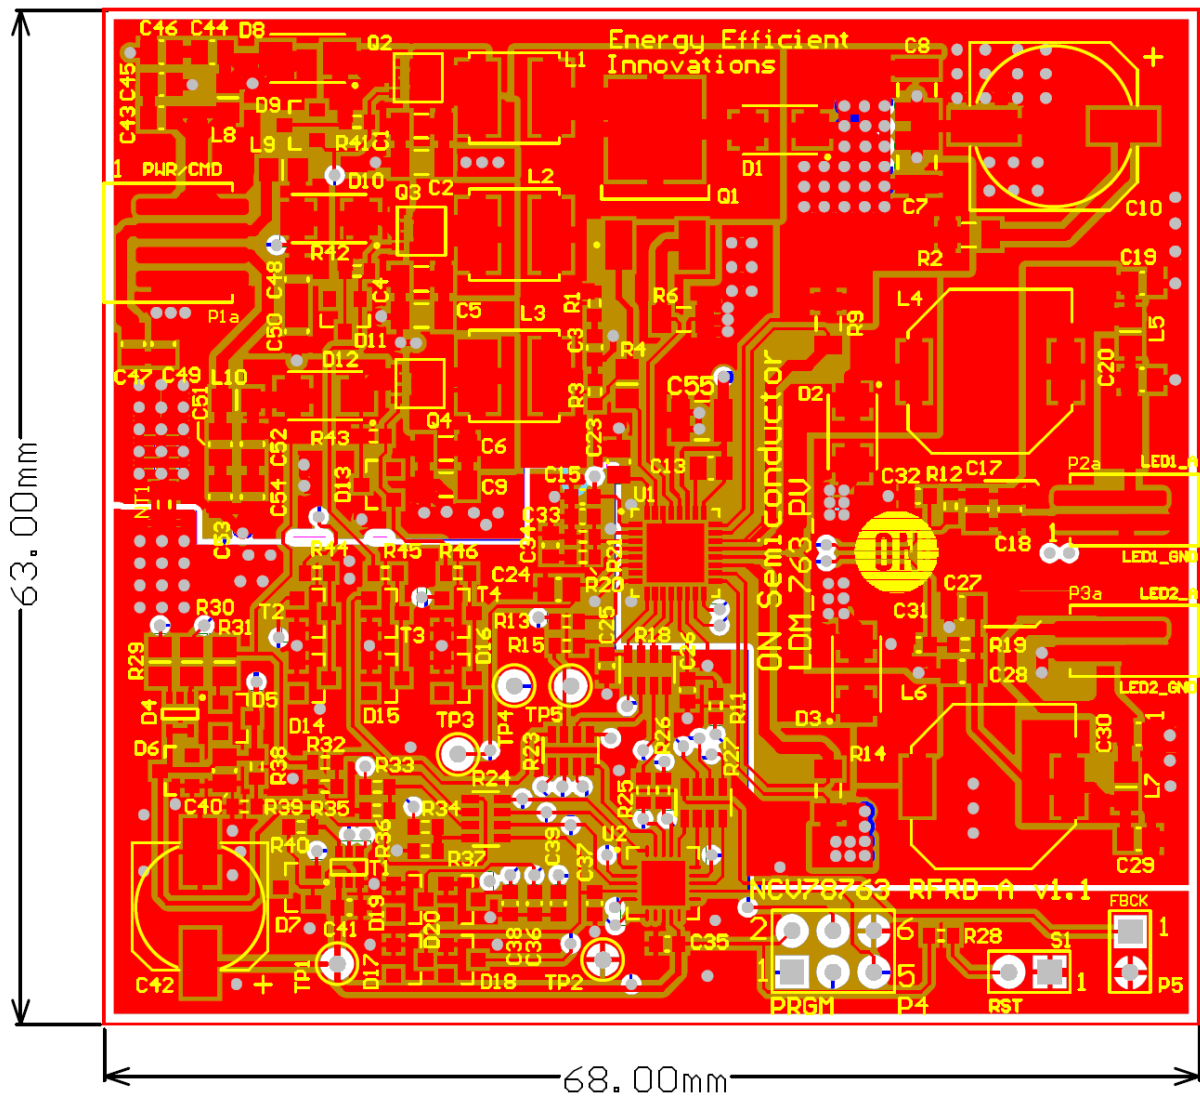 C46 C44 D8
Q2
L1
Energy Efficient
Innovations
C8
+
C45
C43
D9
L8
L9
R41
C1
D1
1 PWR/CMD
D10
Q3
C2
L2
Q1
C7
C10
R42
R2
C48
C4
C19
P1a
C50
C5
L3
R1
R6
L4
R9
L5
D11
C3
R4
C47 C49
D12
L10
C51
Q4
R3
C55
D2
C20
R43
C6
C23
C52
D13
C9
C15
C13
C54
NT1
C53
C33
C34
U1
R21
C32
R12
C17
P2a
LED1_A
C18
1
LED1_GND
ON
ON Semiconductor
LDM_763_PV
63.00mm
R44
R45
R46
C24
C27
P3a
LED2_A
R30
R31
T2
T3
T4
R13
R15
C25
R18
C26
C31
R19
R29
D16
C28
LED2_GND
D5
D4
D14
D15
TP3
TP4
TP5
R11
L6
D3
D6
R38
R32
R33
R23
R26
R27
R14
C30
1
L7
C40
R39
R35
R34
R24
R25
R36
R40
R37
C39
C37
U2
C29
T1
D7
D19
D20
NCV78763 RFRD-A v1.1
FBCK
C41
C38
C36
C35
2
6
R28
S1
1
C42
+
TP1
D17
D18
TP2
1
5
1
P5
PRGM
P4
RST
68.00mm